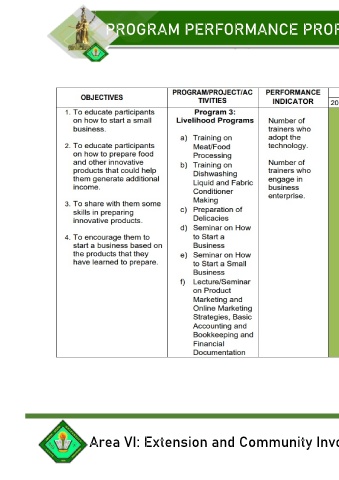 PROGRAM PERFORMANCE PROF
OBJECTIVES
PROGRAM/PROJECT/AC
TIVITIES
PERFORMANCE
INDICATOR
20
1. To educate participants
on how to start a small
business.
2. To educate participants
on how to prepare food
and other innovative
products that could help
them generate additional
income.
3. To share with them some
skills in preparing
innovative products.
4. To encourage them to
start a business based on
the products that they
have learned to prepare.
Program 3:
Livelihood Programs
a) Training on
Meat/Food
Processing
b) Training on
Dishwashing
Liquid and Fabric
Conditioner
Making
c) Preparation of
Delicacies
d) Seminar on How
to Start a
Business
e) Seminar on How
to Start a Small
Business
f) Lecture/Seminar
on Product
Marketing and
Online Marketing
Strategies, Basic
Accounting and
Bookkeeping and
Financial
Documentation
Number of
trainers who
adopt the
technology.
Number of
trainers who
engage in
business
enterprise.
Area VI: Extension and Community Invo